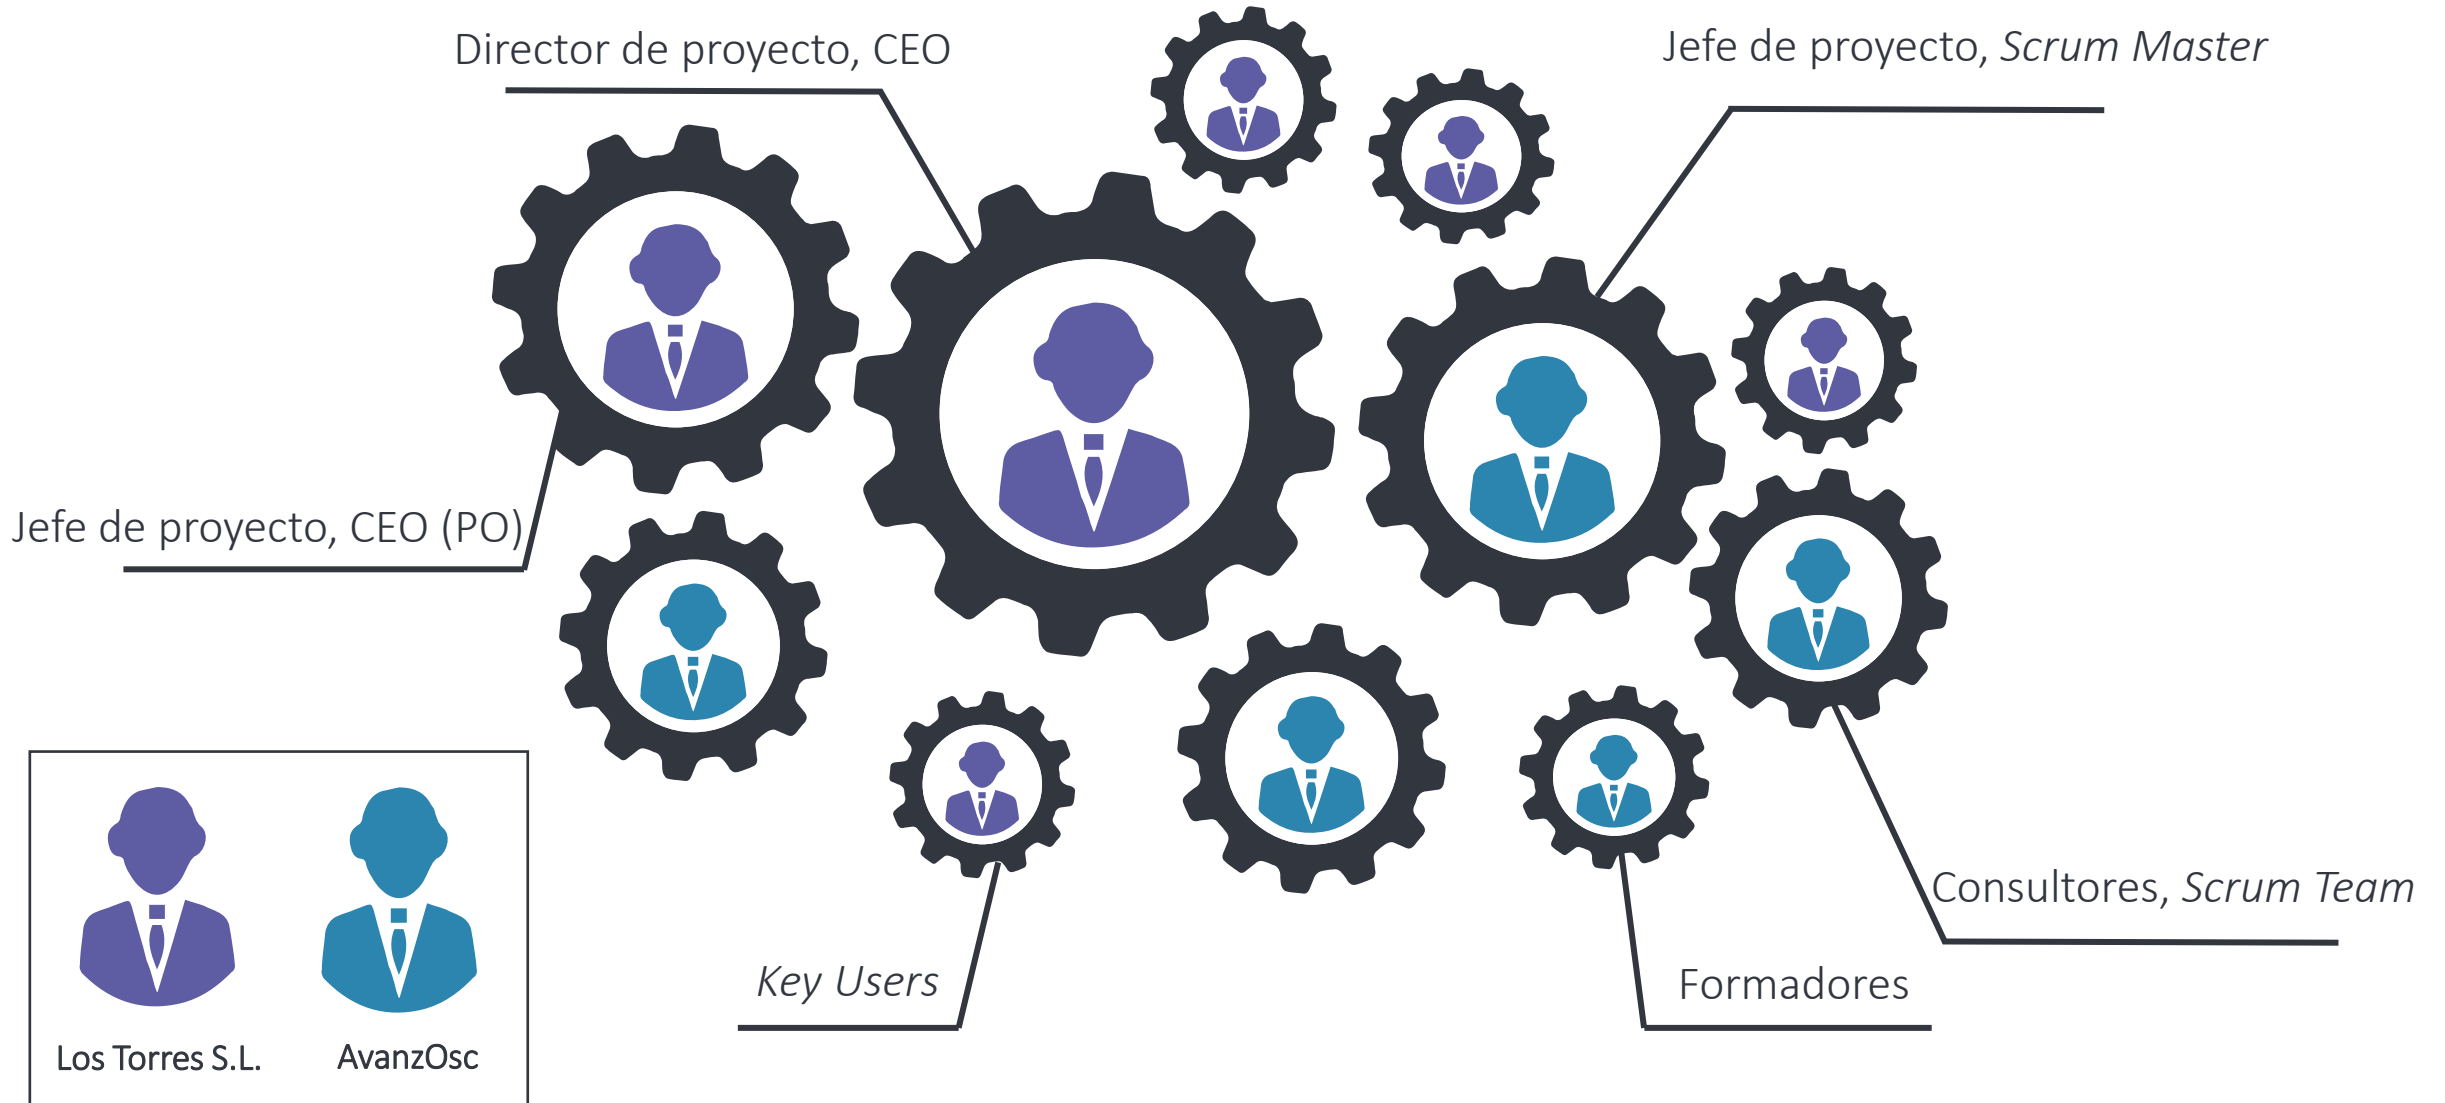 Director de proyecto, CEO
Jefe de proyecto, Scrum Master
Jefe de proyecto, CEO (PO)
Consultores, Scrum Team
Key Users
Formadores
Los Torres S.L.
AvanzOsc